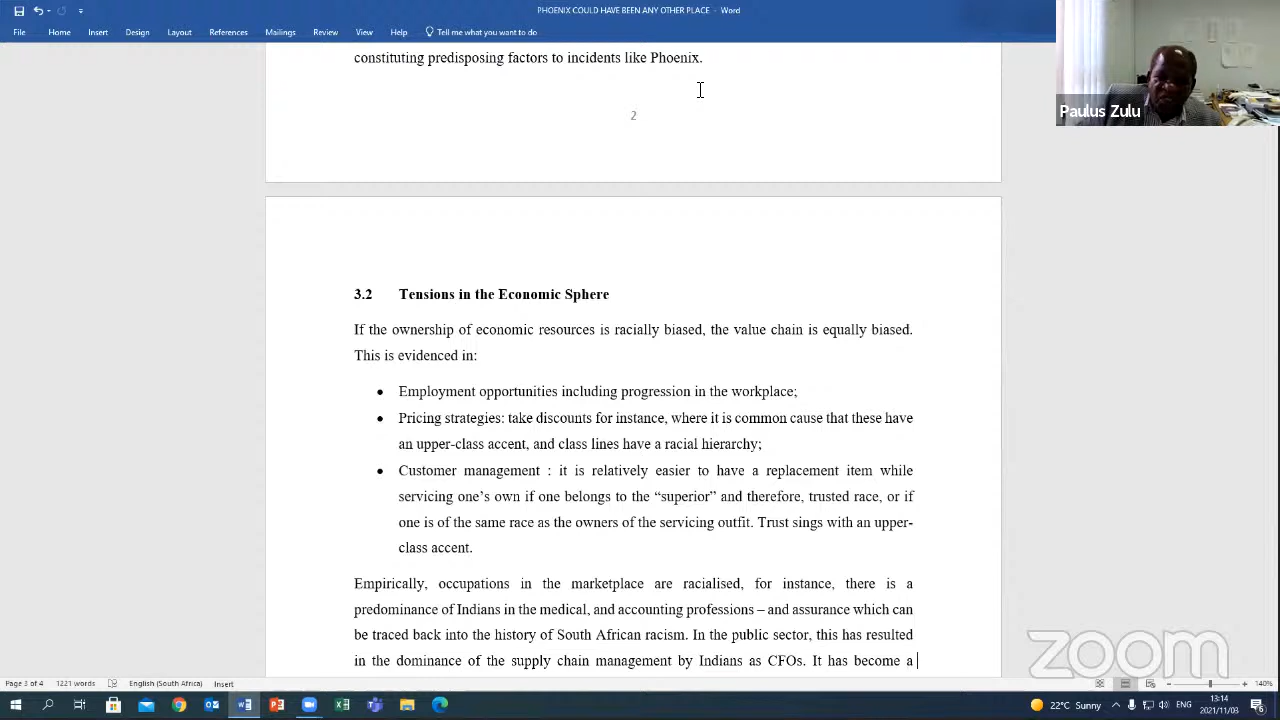 PHOENIX COULD HAVE BEEN ANY OTHER PLACE - Word
File Home Insert Design Layout References Mailings Review View Help Tell me what you want to do
constituting predisposing factors to incidents like Phoenix.
Paulus Zulu
2
3.2 Tensions in the Economic Sphere
If the ownership of economic resources is racially biased, the value chain is equally biased.
This is evidenced in:
• Employment opportunities including progression in the workplace;
• Pricing strategies: take discounts for instance, where it is common cause that these have
an upper-class accent, and class lines have a racial hierarchy;
• Customer management : it is relatively easier to have a replacement item while
servicing one’s own if one belongs to the “superior” and therefore, trusted race, or if
one is of the same race as the owners of the servicing outfit. Trust sings with an upper-
class accent.
Empirically, occupations in the marketplace are racialised, for instance, there is a
predominance of Indians in the medical, and accounting professions – and assurance which can
be traced back into the history of South African racism. In the public sector, this has resulted
in the dominance of the supply chain management by Indians as CFOs. It has become a
zoom
Page 3 of 4 1221 words English (South Africa) Insert 140%
22°C Sunny ENG 13:14
2021/11/03